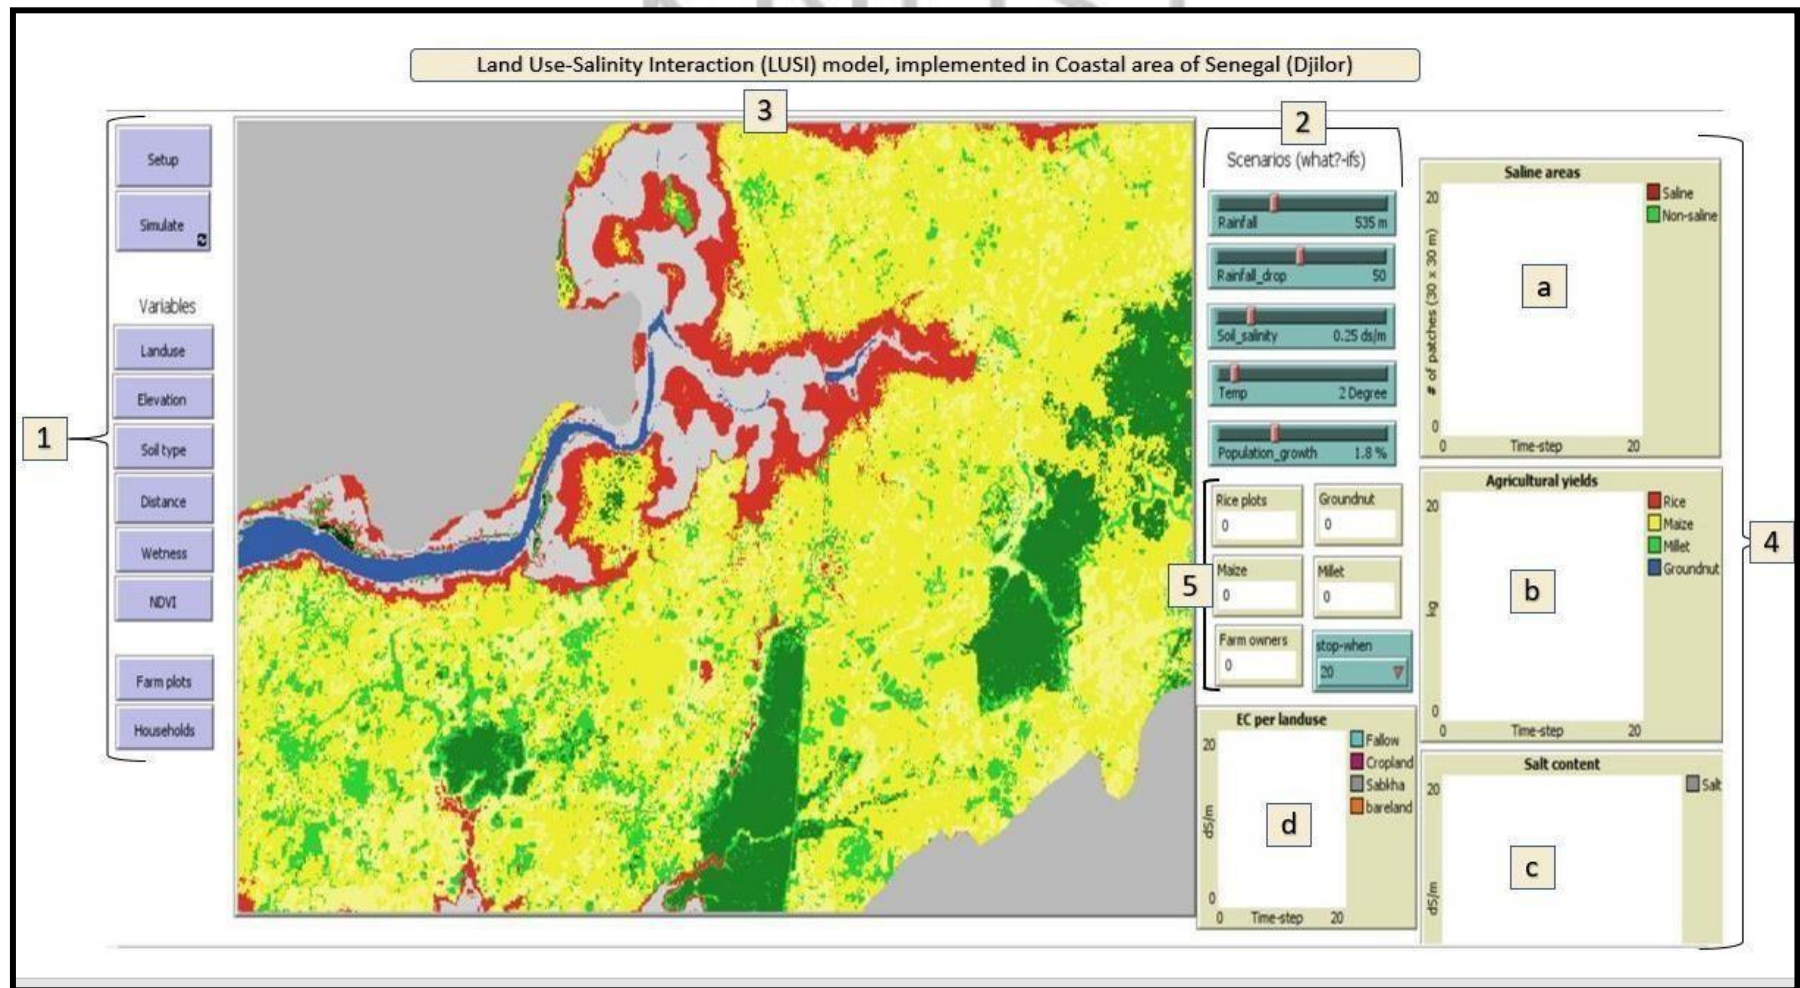 Land Use-Salinity Interaction (LUSI) model, implemented in Coastal area of Senegal (Djilor)
1
Setup
Simulate
Variables
Landuse
Elevation
Soil type
Distance
Wetness
NDVI
Farm plots
Households
3
2
Scenarios (what?-ifs)
Rainfall 535 m
Rainfall_drop 50
Soil_salinity 0.25 ds/m
Temp 2 Degree
Population_growth 1.8 %
5
Rice plots
0
Groundnut
0
Maize
0
Millet
0
Farm owners
0
stop-when
20
EC per landuse
20
dS/m
0
0 Time-step 20
Fallow
Cropland
Sabkha
bareland
d
4
Saline areas
20
# of patches (30 x 30 m)
0
0 Time-step 20
Saline
Non-saline
a
Agricultural yields
20
kg
0
0 Time-step 20
Rice
Maize
Millet
Groundnut
b
Salt content
20
dS/m
Salt
c